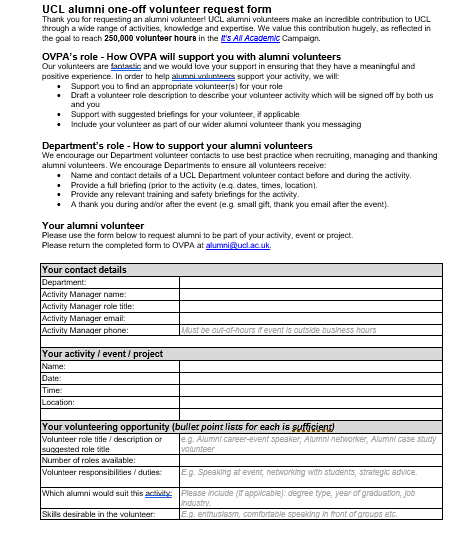 UCL alumni one-off volunteer request form
Thank you for requesting an alumni volunteer! UCL alumni volunteers make an incredible contribution to UCL
through a wide range of activities, knowledge and expertise. We value this contribution hugely, as reflected in
the goal to reach 250,000 volunteer hours in the It's All Academic Campaign.
OVPA's role - How OVPA will support you with alumni volunteers
Our volunteers are fantastic and we would love your support in ensuring that they have a meaningful and
positive experience. In order to help alumni volunteers support your activity, we will:
• Support you to find an appropriate volunteer(s) for your role
• Draft a volunteer role description to describe your volunteer activity which will be signed off by both us
and you
• Support with suggested briefings for your volunteer, if applicable
• Include your volunteer as part of our wider alumni volunteer thank you messaging
Department's role - How to support your alumni volunteers
We encourage our Department volunteer contacts to use best practice when recruiting, managing and thanking
alumni volunteers. We encourage Departments to ensure all volunteers receive:
• Name and contact details of a UCL Department volunteer contact before and during the activity.
• Provide a full briefing (prior to the activity (e.g. dates, times, location).
• Provide any relevant training and safety briefings for the activity.
• A thank you during and/or after the event (e.g. small gift, thank you email after the event).
Your alumni volunteer
Please use the form below to request alumni to be part of your activity, event or project.
Please return the completed form to OVPA at alumni@ucl.ac.uk.
Your contact details
Department:
Activity Manager name:
Activity Manager role title:
Activity Manager email:
Activity Manager phone: Must be out-of-hours if event is outside business hours
Your activity / event / project
Name:
Date:
Time:
Location:
Your volunteering opportunity (bullet point lists for each is sufficient)
Volunteer role title / description or e.g. Alumni career-event speaker, Alumni networker, Alumni case study
suggested role title volunteer
Number of roles available:
Volunteer responsibilities / duties: E.g. Speaking at event, networking with students, strategic advice.
Which alumni would suit this activity: Please include (if applicable): degree type, year of graduation, job
industry.
Skills desirable in the volunteer: E.g. enthusiasm, comfortable speaking in front of groups etc.